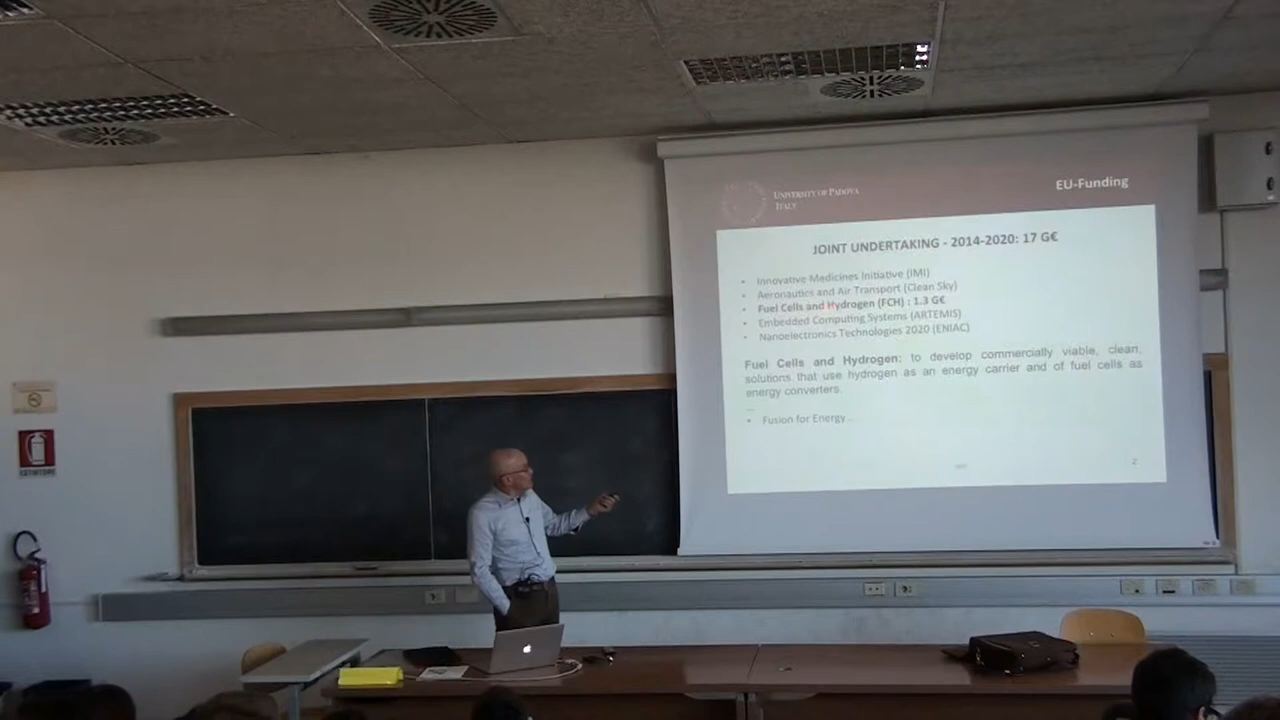 UNIVERSITY OF PADOVA
ITALY
EU-Funding
JOINT UNDERTAKING - 2014-2020: 17 G€
• Innovative Medicines Initiative (IMI)
• Aeronautics and Air Transport (Clean Sky)
• Fuel Cells and Hydrogen (FCH) : 1.3 G€
• Embedded Computing Systems (ARTEMIS)
• Nanoelectronics Technologies 2020 (ENIAC)
Fuel Cells and Hydrogen: to develop commercially viable, clean,
solutions that use hydrogen as an energy carrier and of fuel cells as
energy converters.
...
• Fusion for Energy...
2
ESTINTORE